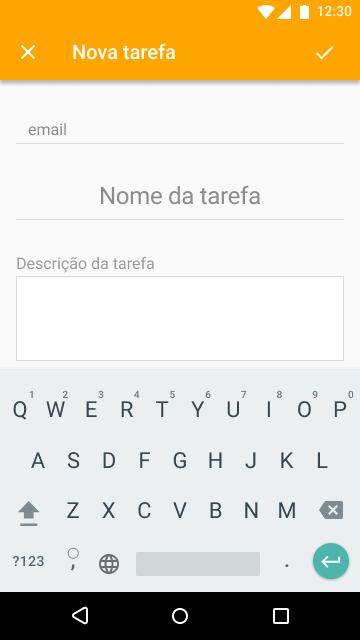 12:30
Nova tarefa
email
Nome da tarefa
Descrição da tarefa
1 2 3 4 5 6 7 8 9 0
Q W E R T Y U I O P
A S D F G H J K L
Z X C V B N M
?123 , .